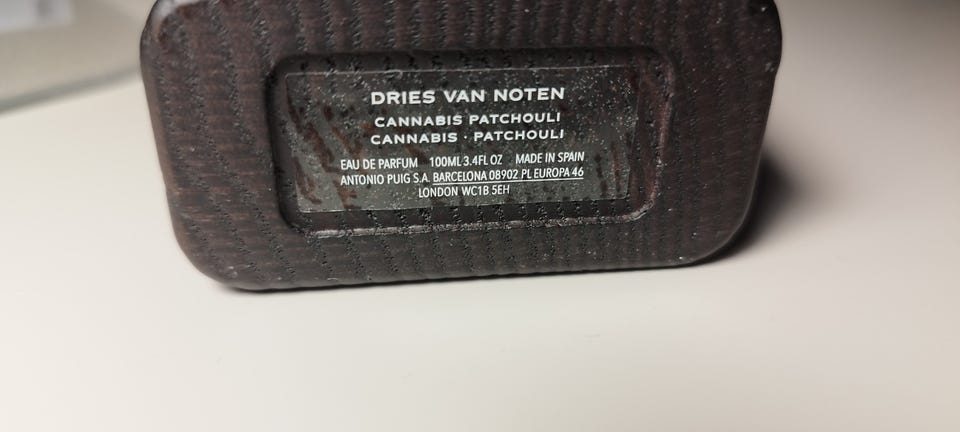 DRIES VAN NOTEN
CANNABIS PATCHOULI
CANNABIS · PATCHOULI
EAU DE PARFUM 100ML 3.4FL OZ MADE IN SPAIN
ANTONIO PUIG S.A. BARCELONA 08902 PL EUROPA 46
LONDON WC1B 5EH